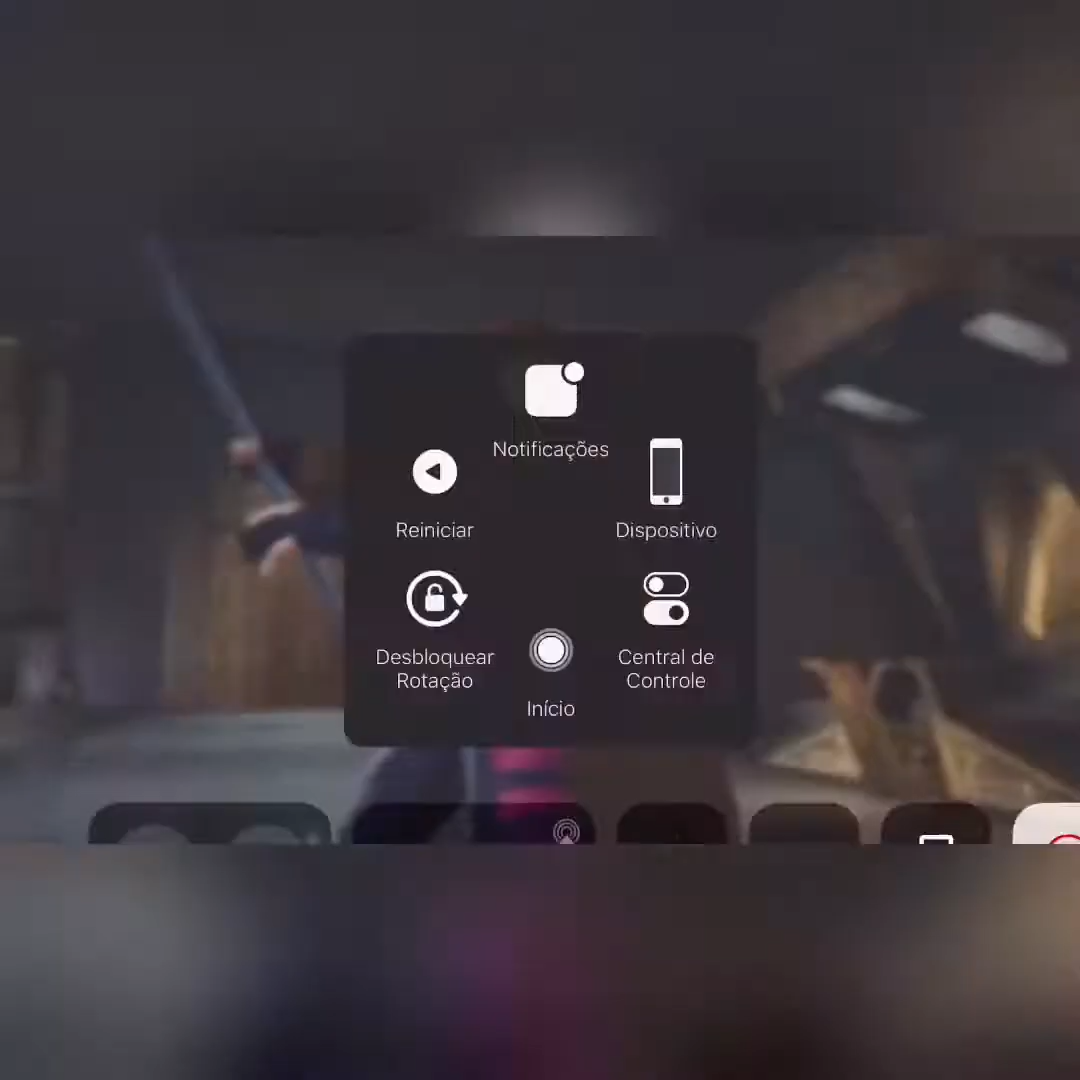 Notificações
Reiniciar
Dispositivo
Desbloquear
Rotação
Central de
Controle
Início